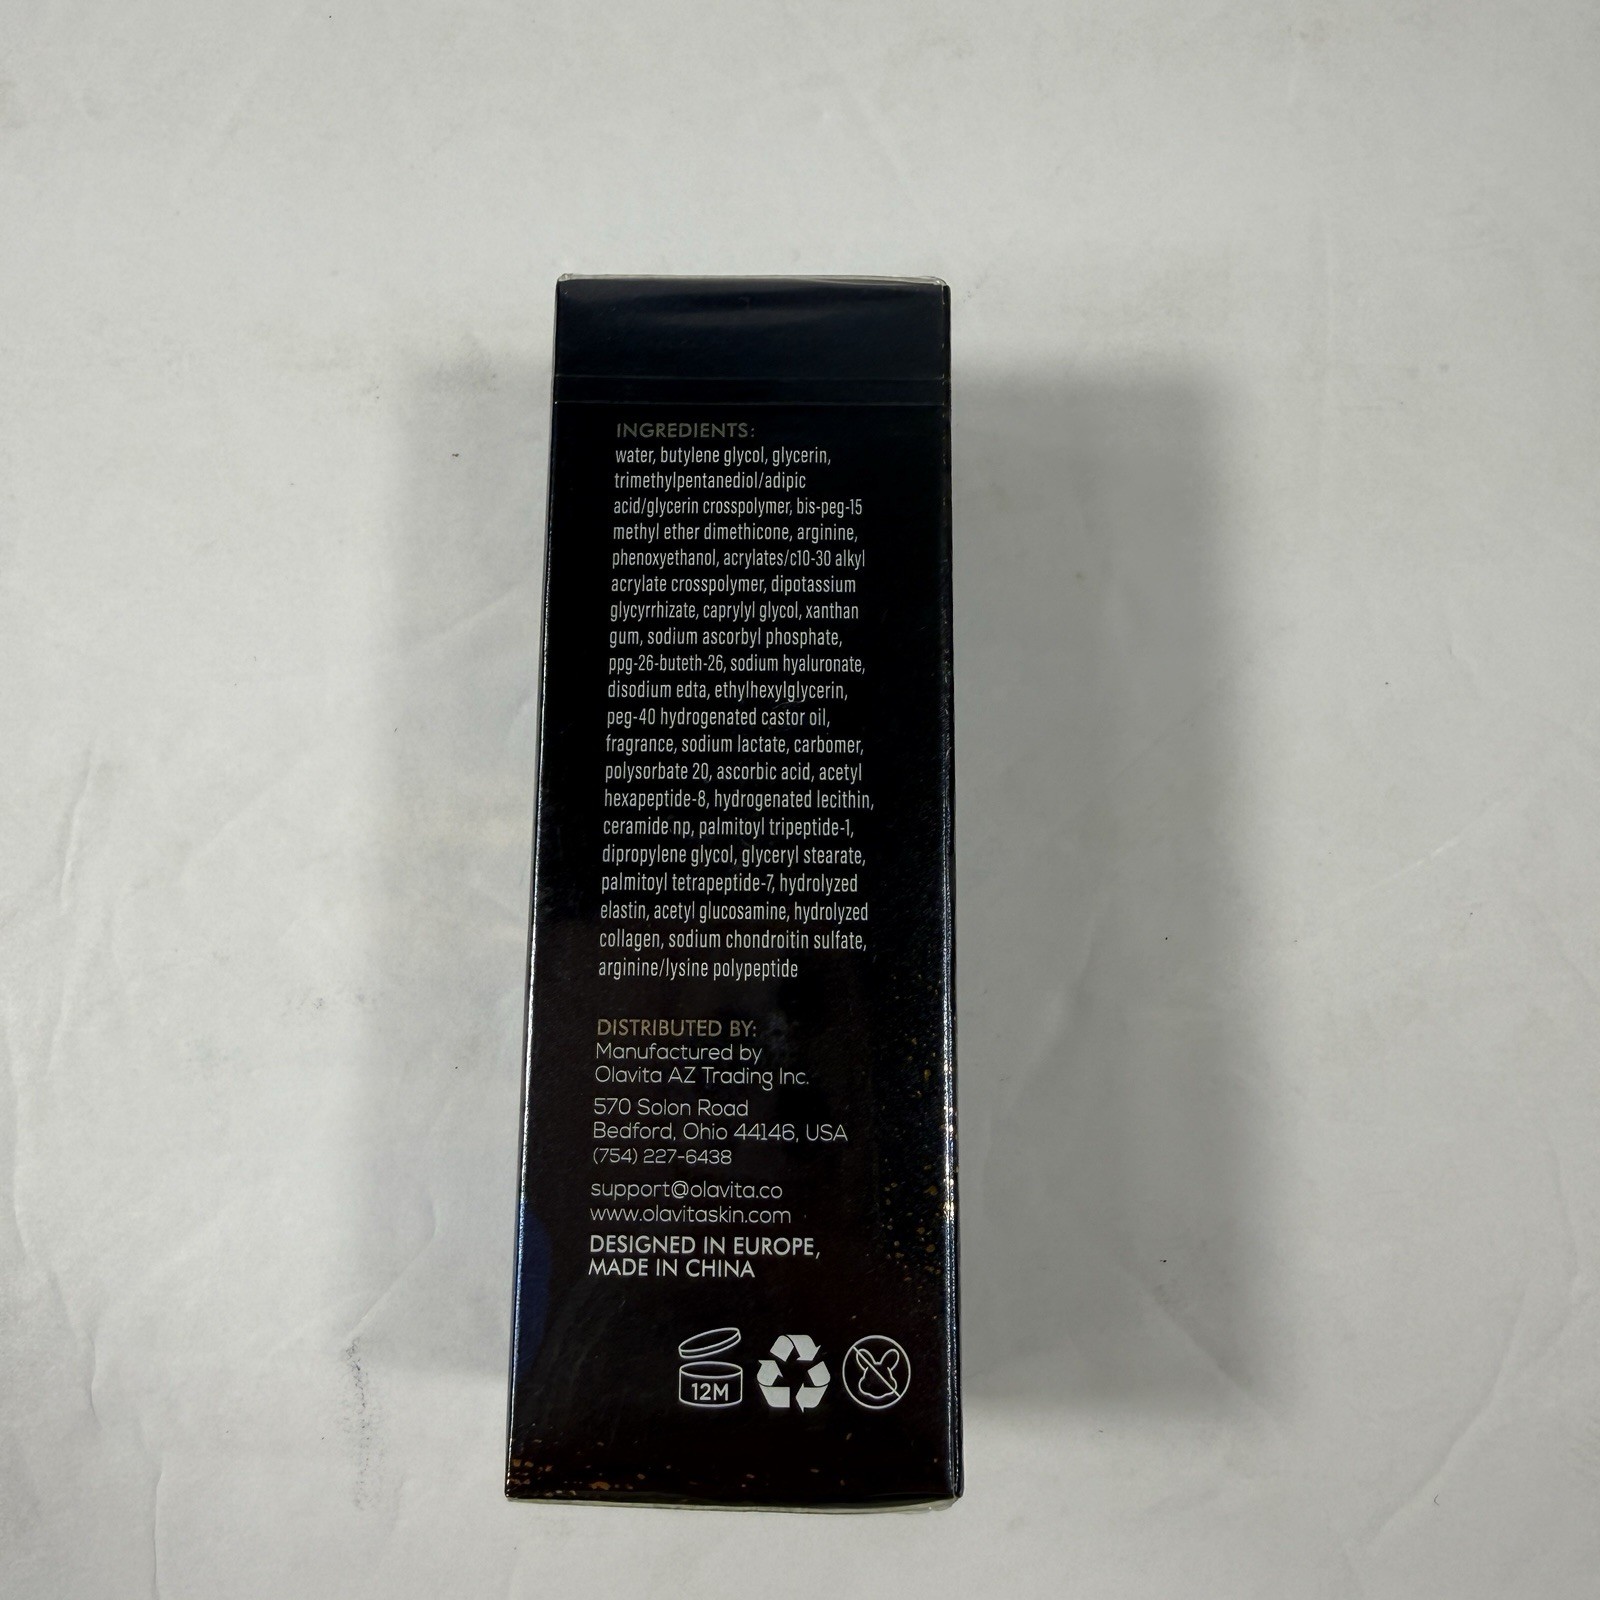 INGREDIENTS:
water, butylene glycol, glycerin,
trimethylpentanediol/adipic
acid/glycerin crosspolymer, bis-peg-15
methyl ether dimethicone, arginine,
phenoxyethanol, acrylates/c10-30 alkyl
acrylate crosspolymer, dipotassium
glycyrrhizate, caprylyl glycol, xanthan
gum, sodium ascorbyl phosphate,
ppg-26-buteth-26, sodium hyaluronate,
disodium edta, ethylhexylglycerin,
peg-40 hydrogenated castor oil,
fragrance, sodium lactate, carbomer,
polysorbate 20, ascorbic acid, acetyl
hexapeptide-8, hydrogenated lecithin,
ceramide np, palmitoyl tripeptide-1,
dipropylene glycol, glyceryl stearate,
palmitoyl tetrapeptide-7, hydrolyzed
elastin, acetyl glucosamine, hydrolyzed
collagen, sodium chondroitin sulfate,
arginine/lysine polypeptide
DISTRIBUTED BY:
Manufactured by
Olavita AZ Trading Inc.
570 Solon Road
Bedford, Ohio 44146, USA
(754) 227-6438
support@olavita.co
www.olavitaskin.com
DESIGNED IN EUROPE,
MADE IN CHINA
12M